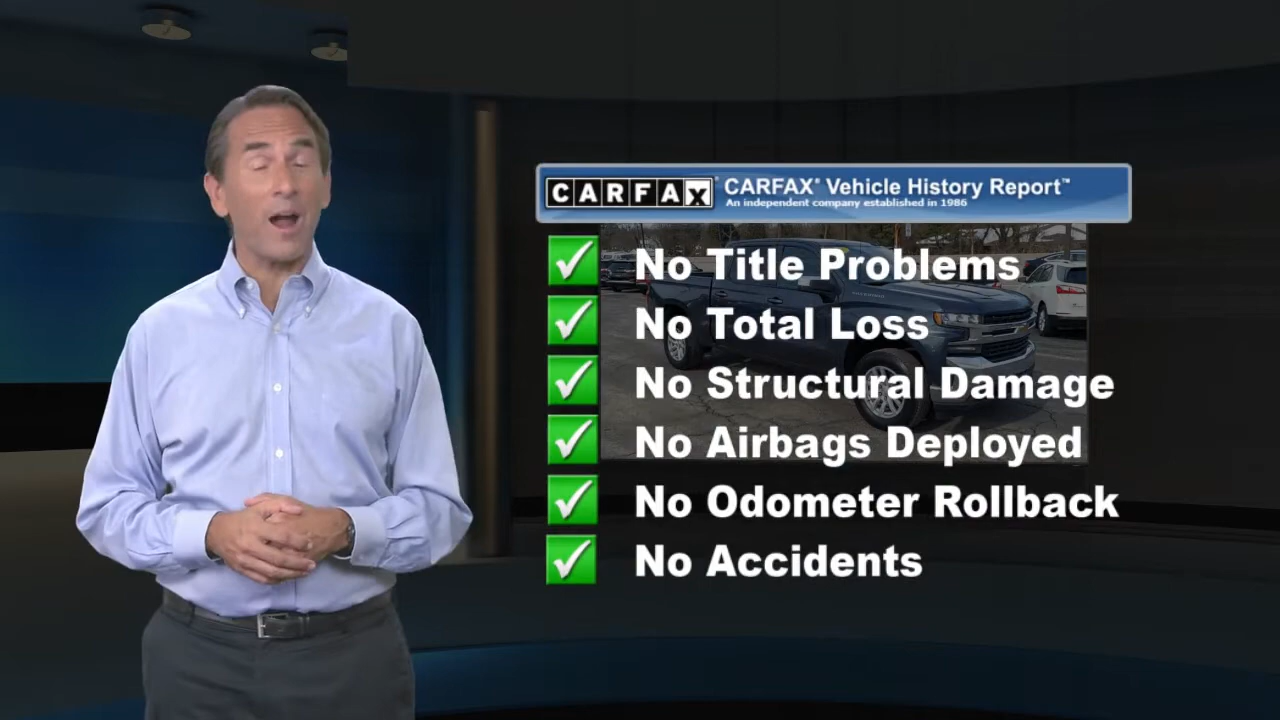 CARFAX® CARFAX® Vehicle History Report™
An independent company established in 1986
No Title Problems
No Total Loss
No Structural Damage
No Airbags Deployed
No Odometer Rollback
No Accidents